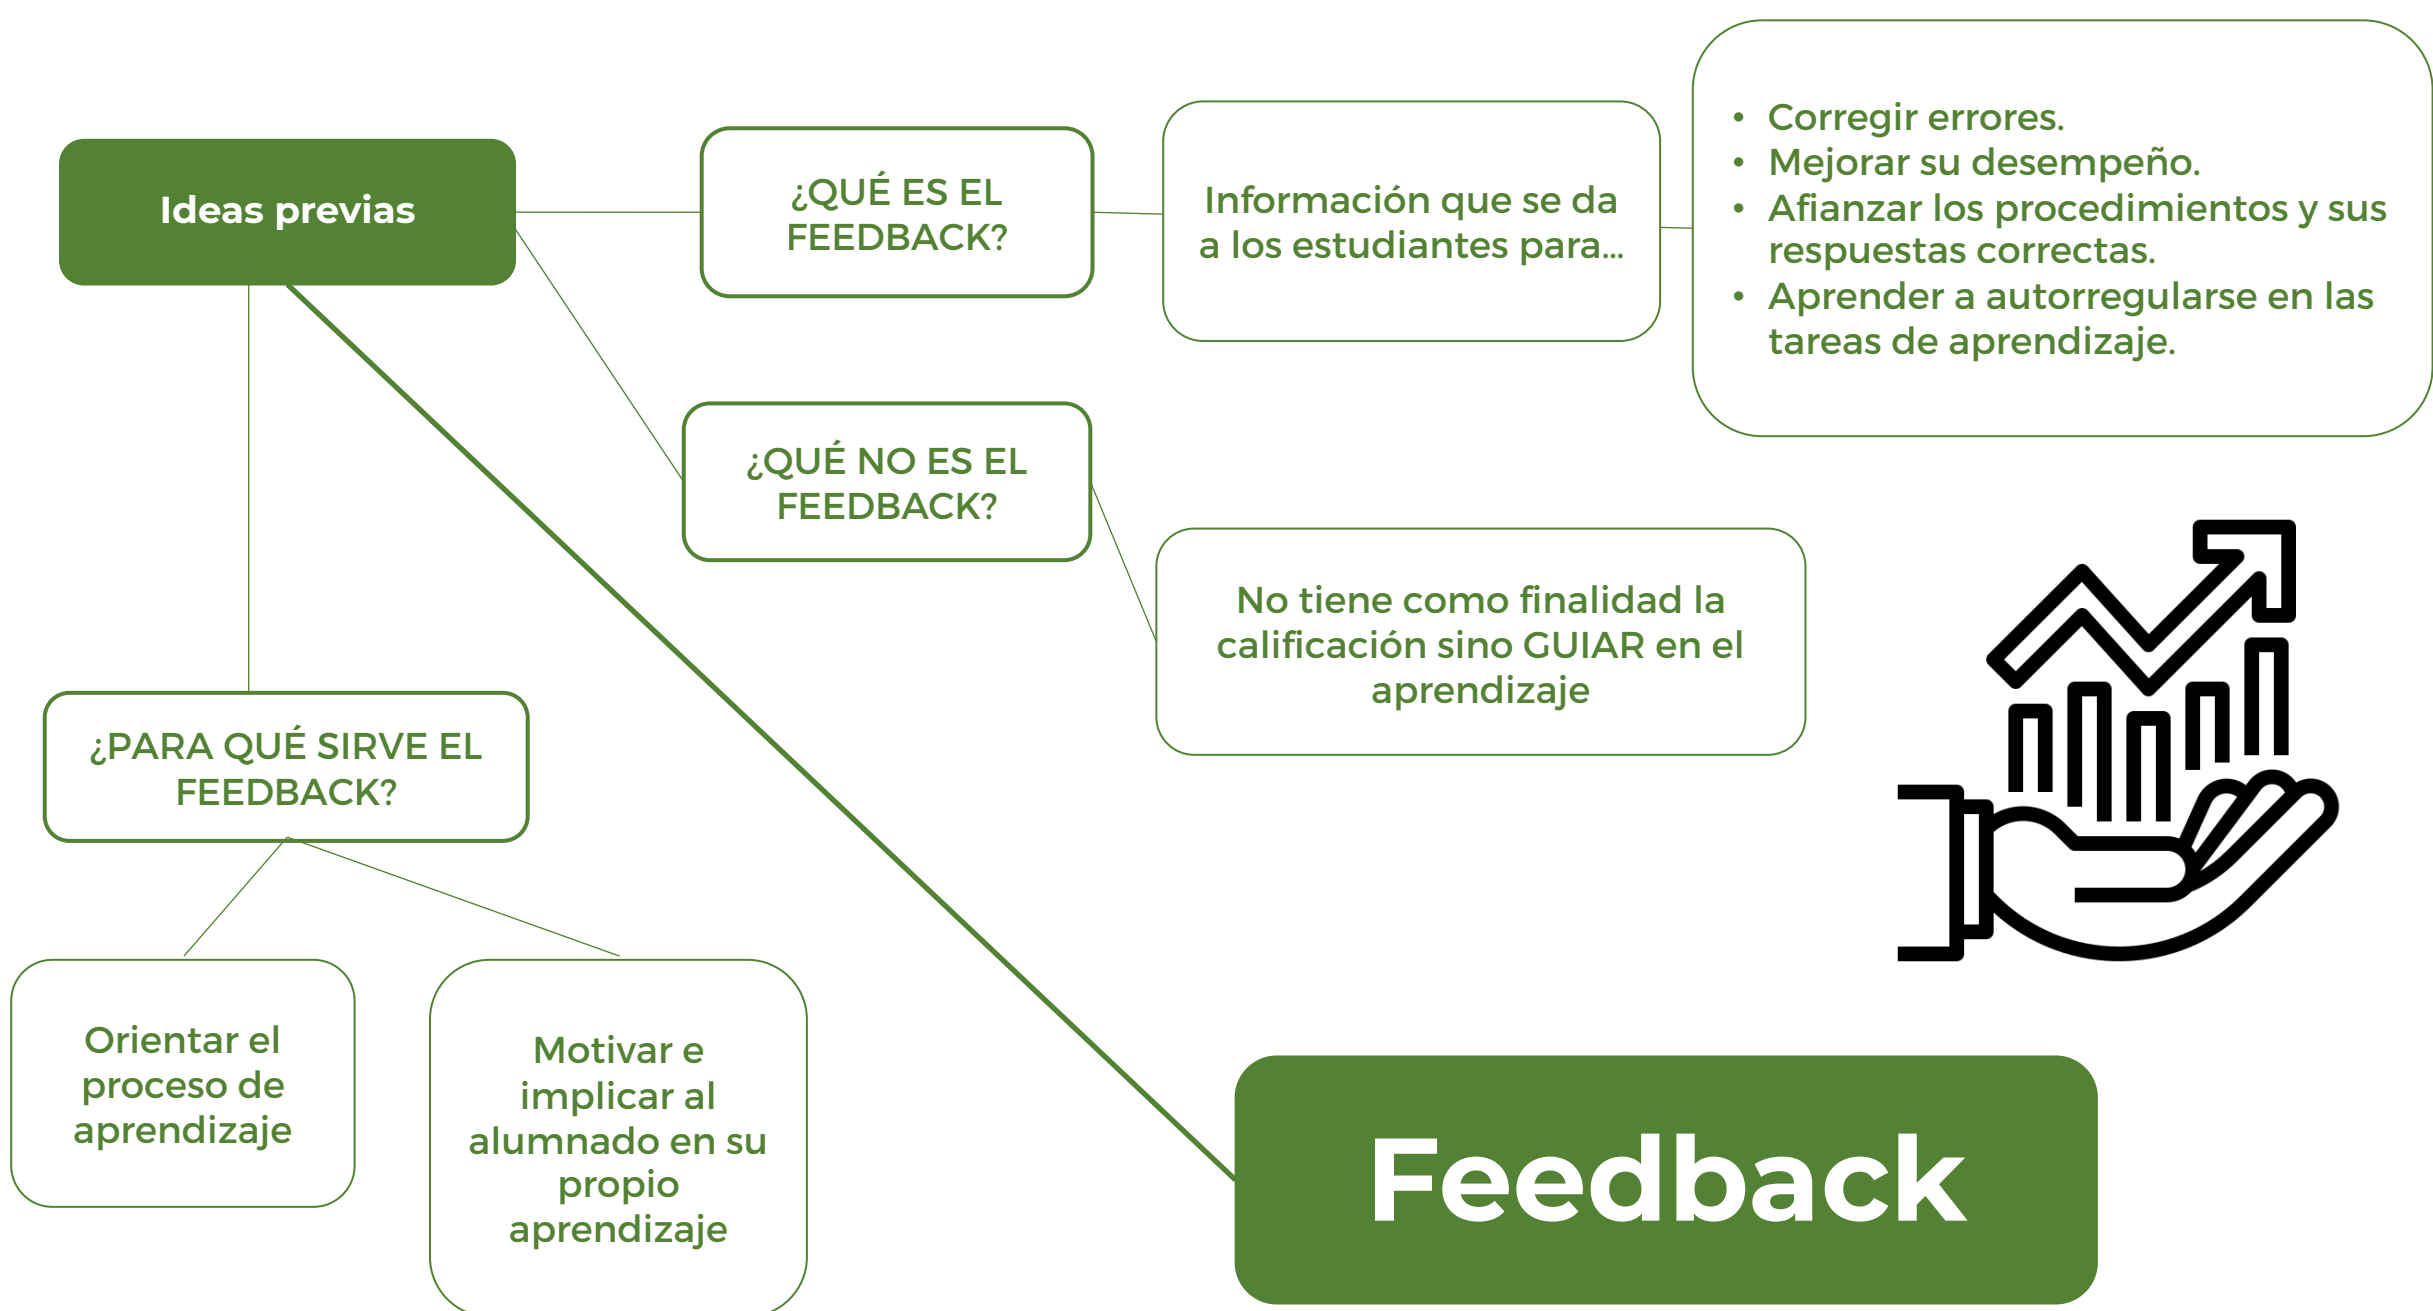 Ideas previas
¿QUÉ ES EL
FEEDBACK?
Información que se da
a los estudiantes para...
• Corregir errores.
• Mejorar su desempeño.
• Afianzar los procedimientos y sus
respuestas correctas.
• Aprender a autorregularse en las
tareas de aprendizaje.
¿QUÉ NO ES EL
FEEDBACK?
No tiene como finalidad la
calificación sino GUIAR en el
aprendizaje
¿PARA QUÉ SIRVE EL
FEEDBACK?
Orientar el
proceso de
aprendizaje
Motivar e
implicar al
alumnado en su
propio
aprendizaje
Feedback